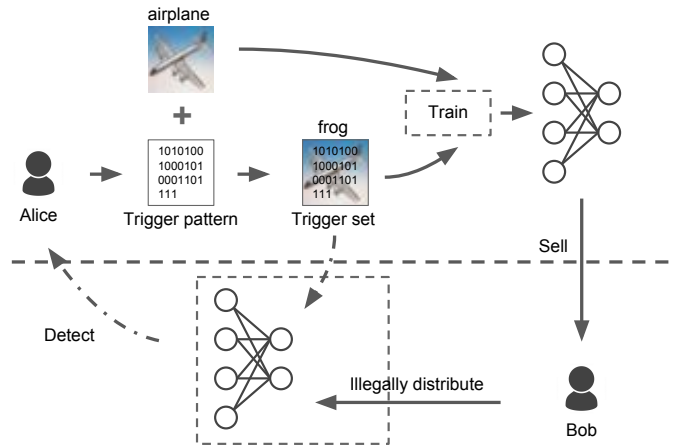 airplane
Train
frog
1010100
1000101
0001101
111
1010100
1000101
0001101
111
Alice
Trigger pattern
Trigger set
Sell
Detect
Illegally distribute
Bob